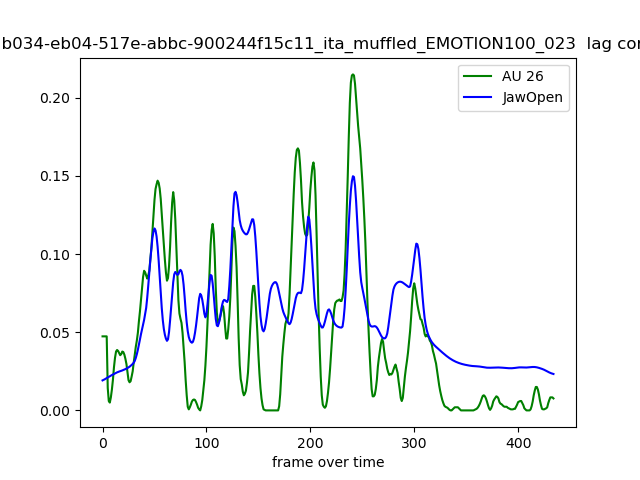 b034-eb04-517e-abbc-900244f15c11_ita_muffled_EMOTION100_023 lag
AU 26
JawOpen
0.20
0.15
0.10
0.05
0.00
0 100 200 300 400
frame over time